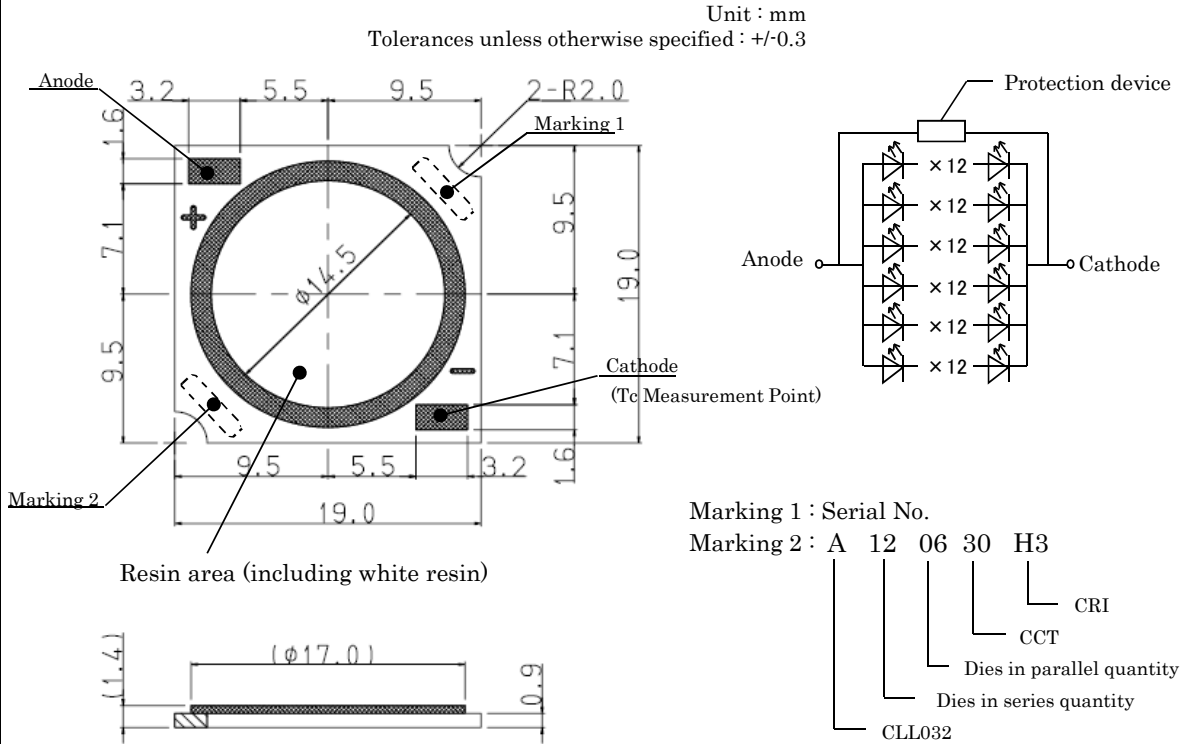 Unit : mm
Tolerances unless otherwise specified : +/-0.3
Anode
3.2
5.5
9.5
2-R2.0
Marking 1
1.6
7.1
9.5
+
ø14.5
9.5
19.0
7.1
Cathode
(Tc Measurement Point)
-
9.5
5.5
3.2
1.6
Marking 2
19.0
Resin area (including white resin)
(1.4)
(ø17.0)
0.9
Protection device
×12
×12
×12
Anode
Cathode
×12
×12
×12
Marking 1 : Serial No.
Marking 2 : A 12 06 30 H3
CRI
CCT
Dies in parallel quantity
Dies in series quantity
CLL032